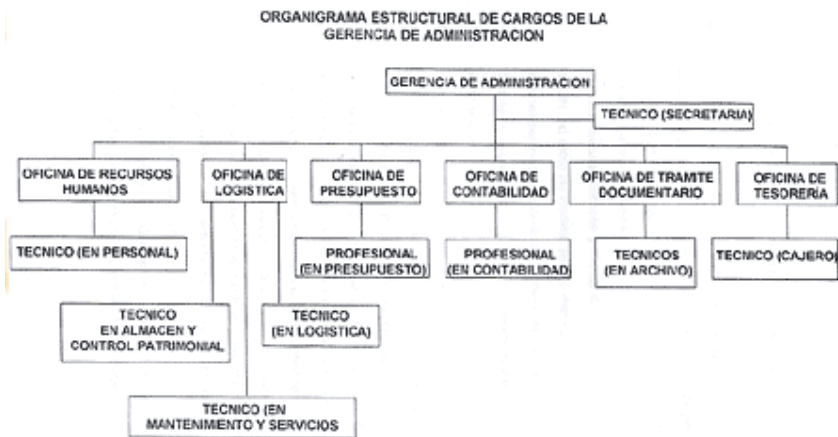 ORGANIGRAMA ESTRUCTURAL DE CARGOS DE LA
GERENCIA DE ADMINISTRACION
GERENCIA DE ADMINISTRACION
TECNICO (SECRETARIA)
OFICINA DE RECURSOS
HUMANOS
OFICINA DE
LOGISTICA
OFICINA DE
PRESUPUESTO
OFICINA DE
CONTABILIDAD
OFICINA DE TRAMITE
DOCUMENTARIO
OFICINA DE
TESORERIA
TECNICO (EN PERSONAL)
PROFESIONAL
(EN PRESUPUESTO)
PROFESIONAL
(EN CONTABILIDAD)
TECNICOS
(EN ARCHIVO)
TECNICO (CAJERO)
TECNICO
EN ALMACEN Y
CONTROL PATRIMONIAL
TECNICO
(EN LOGISTICA)
TECNICO (EN
MANTENIMIENTO Y SERVICIOS